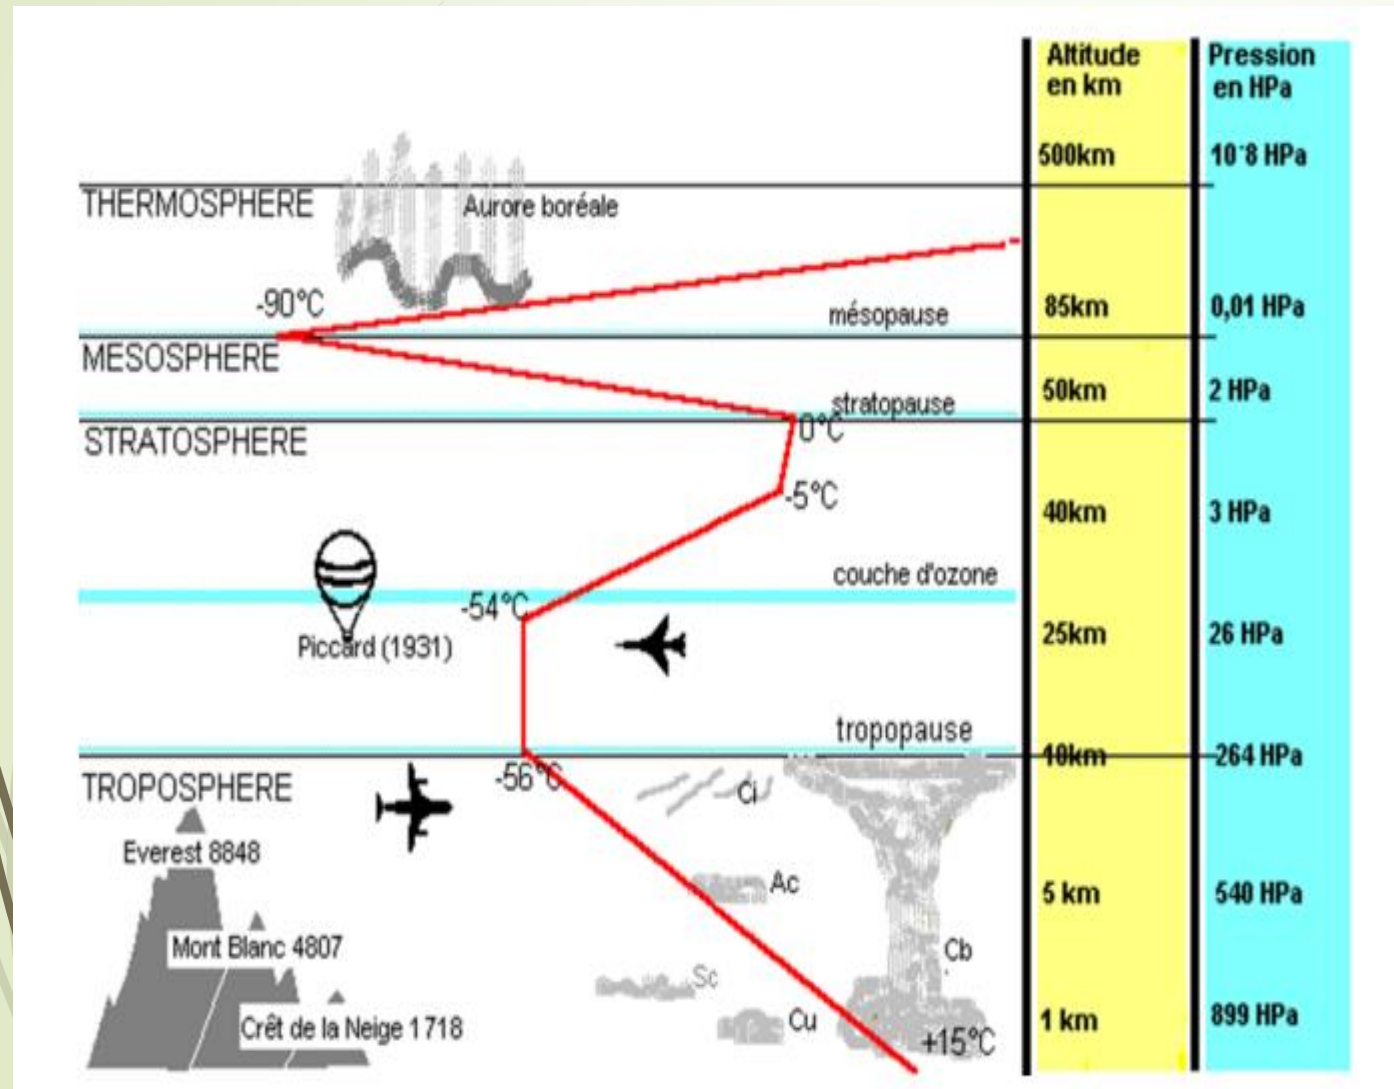 Altitude
en km
Pression
en HPa
500km
10-8 HPa
THERMOSPHERE
Aurore boréale
-90°C
mésopause
85km
0,01 HPa
MESOSPHERE
50km
2 HPa
stratopause
0°C
STRATOSPHERE
-5°C
40km
3 HPa
couche d'ozone
-54°C
Piccard (1931)
25km
26 HPa
tropopause
10km
264 HPa
-56°C
TROPOSPHERE
Ci
Everest 8848
Ac
5 km
540 HPa
Mont Blanc 4807
Cb
Sc
Cu
Crêt de la Neige 1718
+15°C
1 km
899 HPa